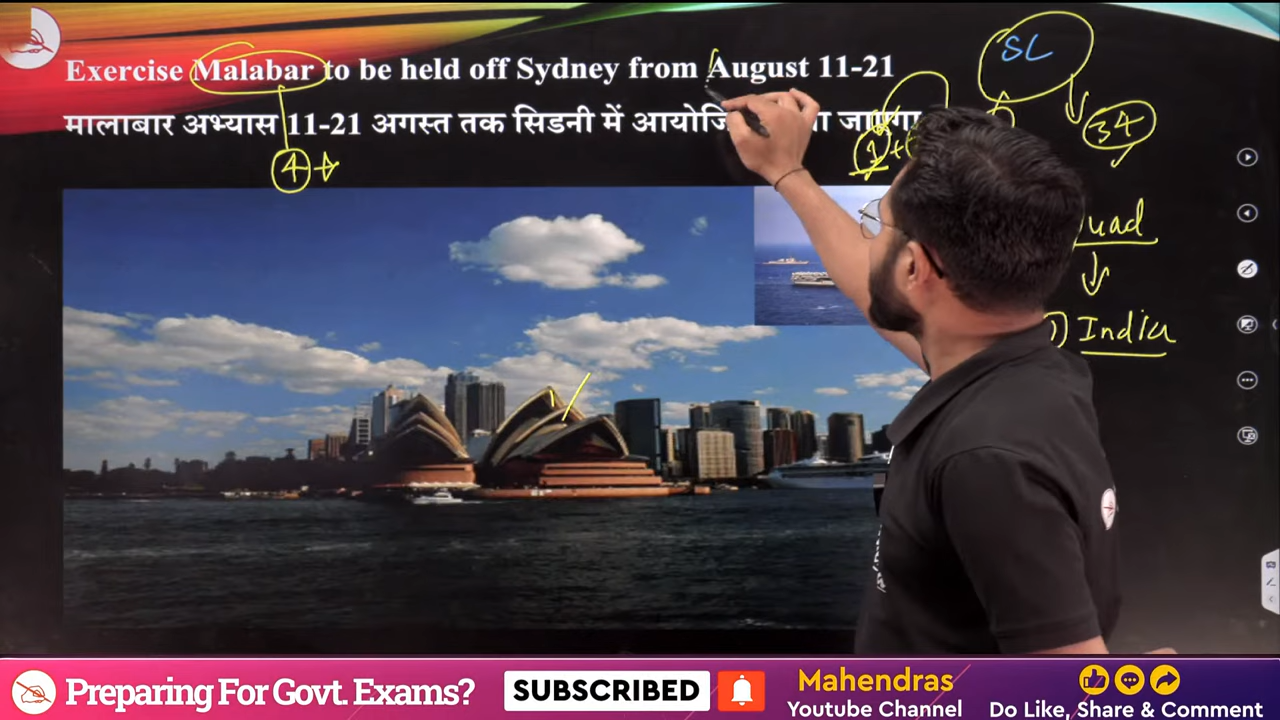 Exercise Malabar to be held off Sydney from August 11-21
SL
मालाबार अभ्यास 11-21 अगस्त तक सिडनी में
34
4
uad
1) India
Preparing For Govt. Exams?
SUBSCRIBED
Mahendras
Youtube Channel
Do Like, Share & Comment